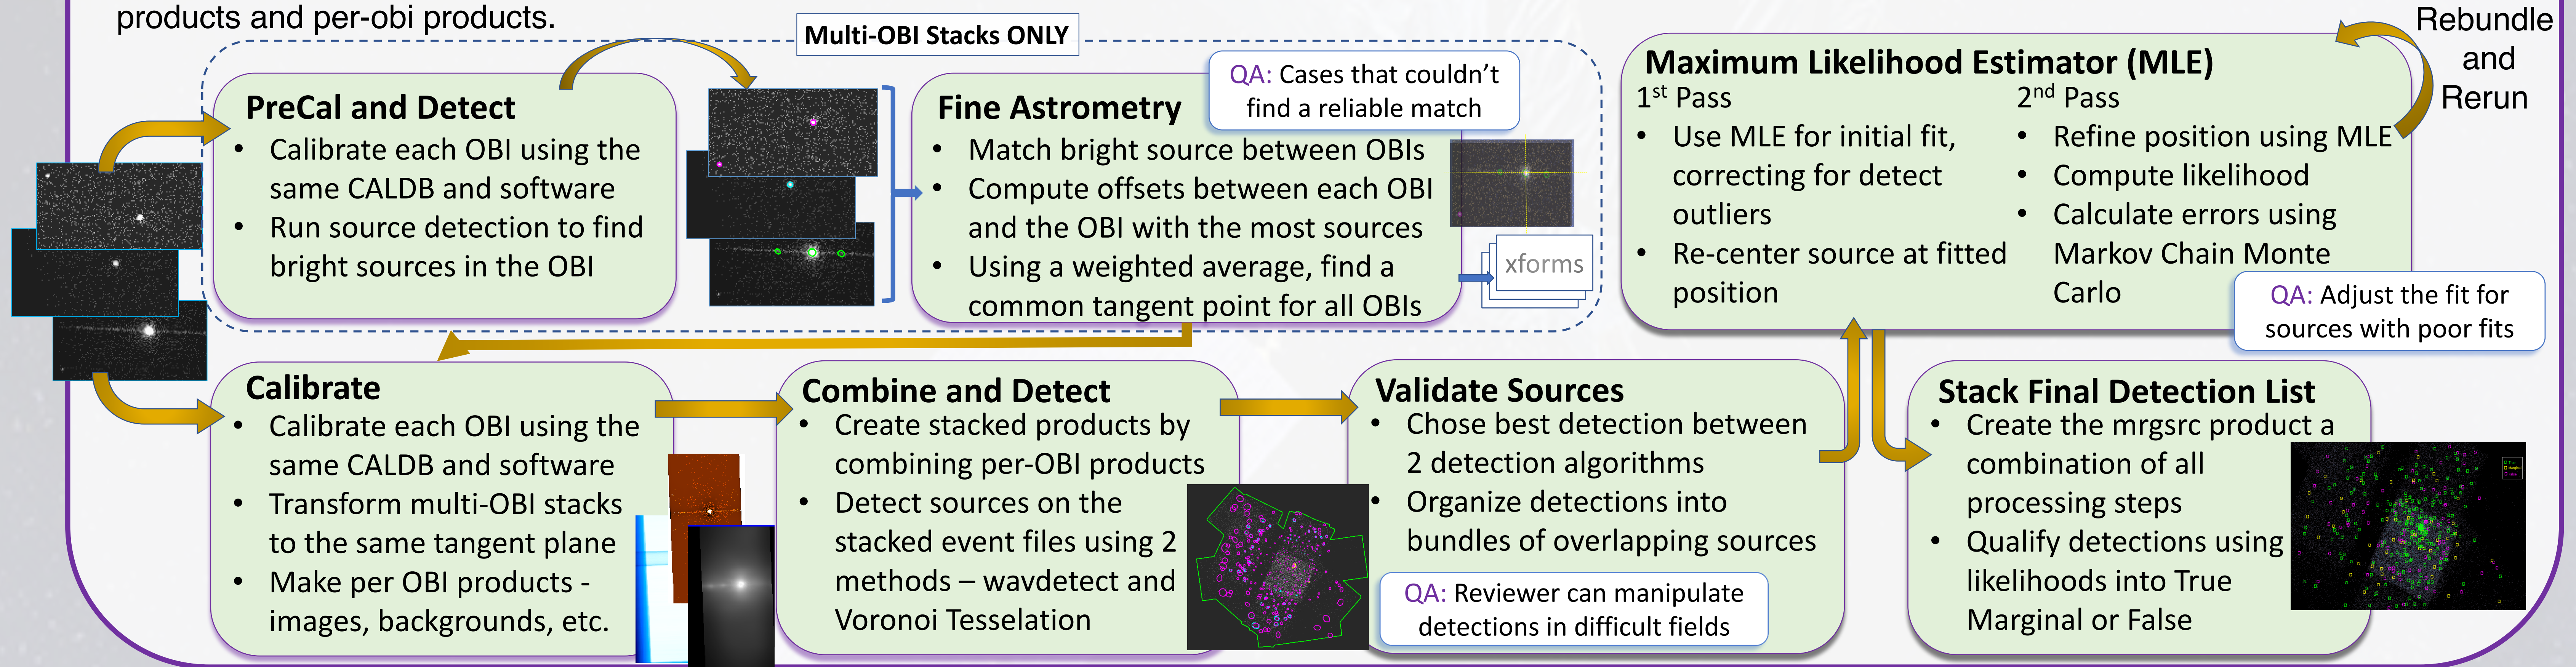 products and per-obi products.
Multi-OBI Stacks ONLY
PreCal and Detect
• Calibrate each OBI using the
same CALDB and software
• Run source detection to find
bright sources in the OBI
Fine Astrometry
QA: Cases that couldn't
find a reliable match
• Match bright source between OBIs
• Compute offsets between each OBI
and the OBI with the most sources
• Using a weighted average, find a
common tangent point for all OBIs
xforms
Maximum Likelihood Estimator (MLE)
1st Pass
• Use MLE for initial fit,
correcting for detect
outliers
• Re-center source at fitted
position
2nd Pass
• Refine position using MLE
• Compute likelihood
• Calculate errors using
Markov Chain Monte
Carlo
QA: Adjust the fit for
sources with poor fits
Rebundle
and
Rerun
Calibrate
• Calibrate each OBI using the
same CALDB and software
• Transform multi-OBI stacks
to the same tangent plane
• Make per OBI products -
images, backgrounds, etc.
Combine and Detect
• Create stacked products by
combining per-OBI products
• Detect sources on the
stacked event files using 2
methods – wavdetect and
Voronoi Tesselation
Validate Sources
• Chose best detection between
2 detection algorithms
• Organize detections into
bundles of overlapping sources
QA: Reviewer can manipulate
detections in difficult fields
Stack Final Detection List
• Create the mrgsrc product a
combination of all
processing steps
• Qualify detections using
likelihoods into True
Marginal or False